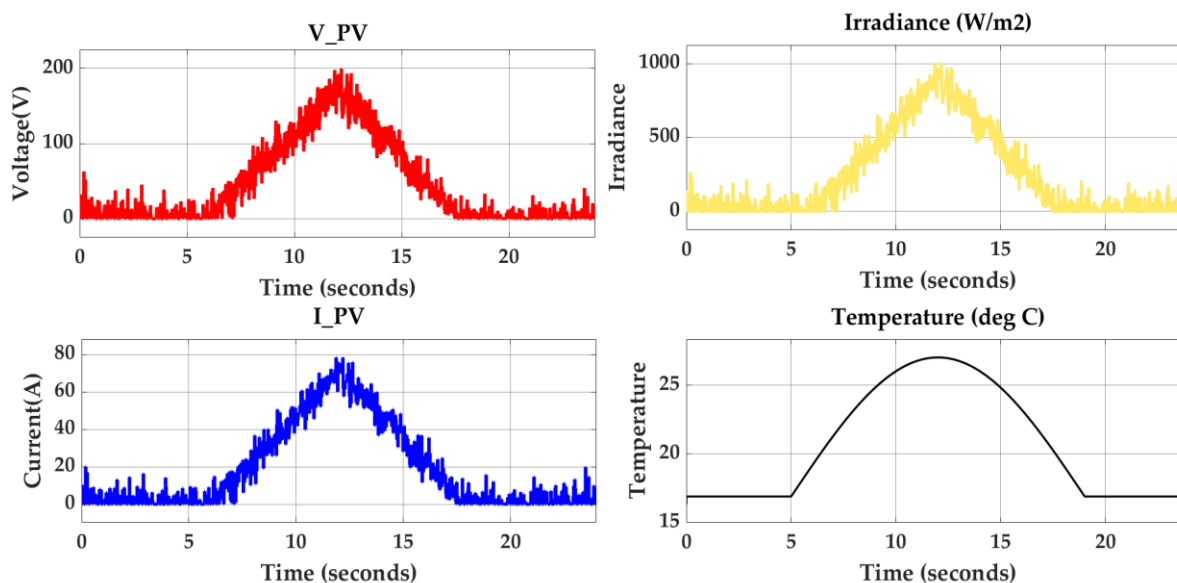 V_PV
Voltage(V)
200
100
0
0
5
10
15
20
Time (seconds)
Irradiance (W/m2)
Irradiance
1000
500
0
0
5
10
15
20
Time (seconds)
I_PV
Current(A)
80
60
40
20
0
0
5
10
15
20
Time (seconds)
Temperature (deg C)
Temperature
25
20
15
0
5
10
15
20
Time (seconds)